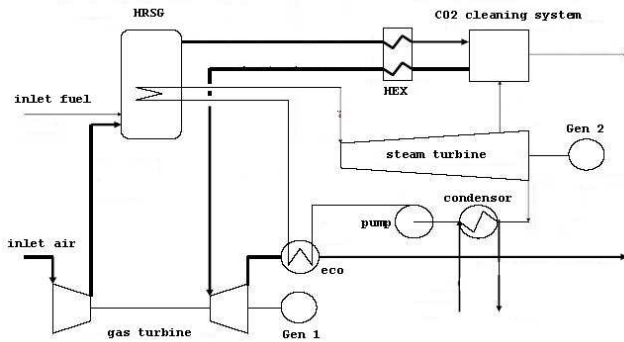 HRSG
CO2 cleaning system
HEX
inlet fuel
Gen 2
steam turbine
condensor
pump
inlet air
eco
gas turbine
Gen 1